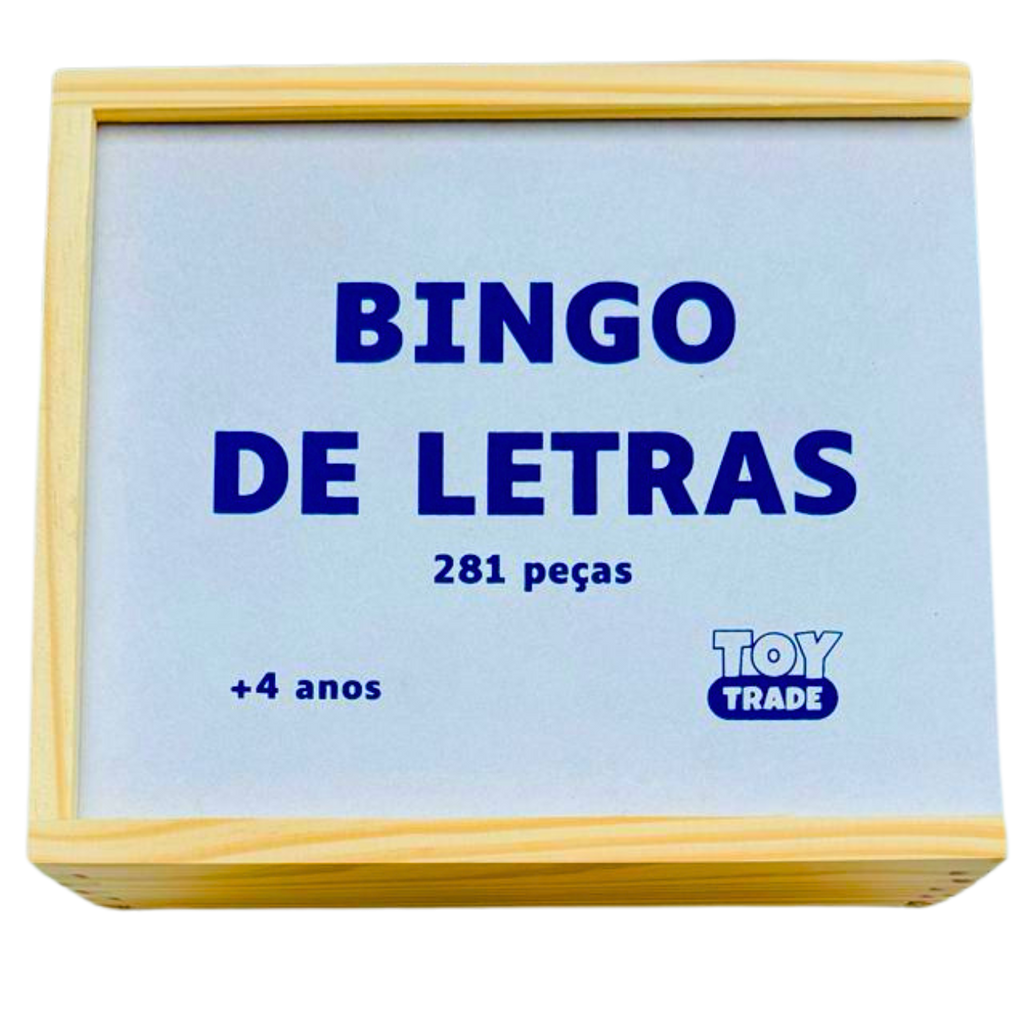 BINGO
DE LETRAS
281 peças
+4 anos
TOY
TRADE